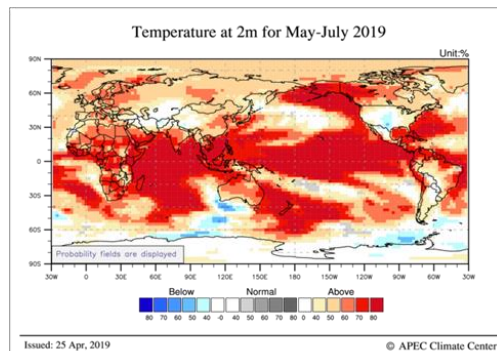 Temperature at 2m for May-July 2019
Unit:%
90N
60N
30N
0
30S
60S
90S
Probability fields are displayed
30W 0 30E 60E 90E 120E 150E 180 150W 120W 90W 60W 30W
Below Normal Above
80 70 60 50 40 -0 40 50 60 70 80 0 40 50 60 70 80
Issued: 25 Apr, 2019
© APEC Climate Center